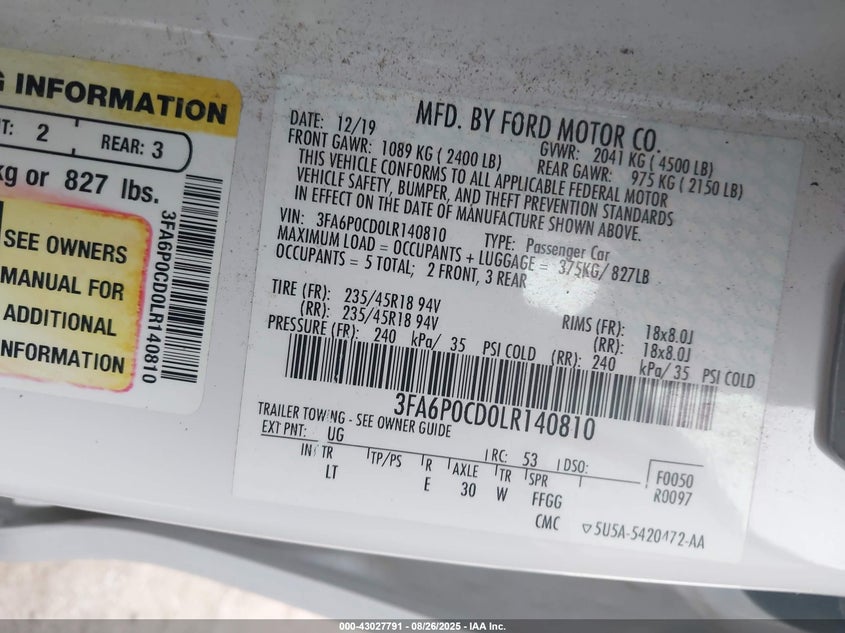 G INFORMATION
T: 2
REAR: 3
kg or 827 lbs.
SEE OWNERS
MANUAL FOR
ADDITIONAL
NFORMATION
3FA6P0CD0LR140810
MFD. BY FORD MOTOR CO.
DATE: 12/19
GVWR: 2041 KG ( 4500 LB)
FRONT GAWR: 1089 KG ( 2400 LB)
REAR GAWR: 975 KG ( 2150 LB)
THIS VEHICLE CONFORMS TO ALL APPLICABLE FEDERAL MOTOR
VEHICLE SAFETY, BUMPER, AND THEFT PREVENTION STANDARDS
IN EFFECT ON THE DATE OF MANUFACTURE SHOWN ABOVE.
VIN: 3FA6P0CD0LR140810
TYPE: Passenger Car
MAXIMUM LOAD = OCCUPANTS + LUGGAGE = 375KG/ 827LB
OCCUPANTS = 5 TOTAL; 2 FRONT, 3 REAR
TIRE (FR): 235/45R18 94V
RIMS (FR): 18x8.0J
(RR): 235/45R18 94V
(RR): 18x8.0J
PRESSURE (FR): 240 kPa/ 35 PSI COLD (RR): 240 kPa/ 35 PSI COLD
3FA6P0CD0LR140810
TRAILER TOWING - SEE OWNER GUIDE
EXT PNT: UG RC: 53 DSO:
F0050
R0097
IN TR TP/PS R AXLE TR SPR
LT E 30 W FFGG
CMC
5U5A-5420472-AA
000-43027791 - 08/26/2025 - IAA Inc.